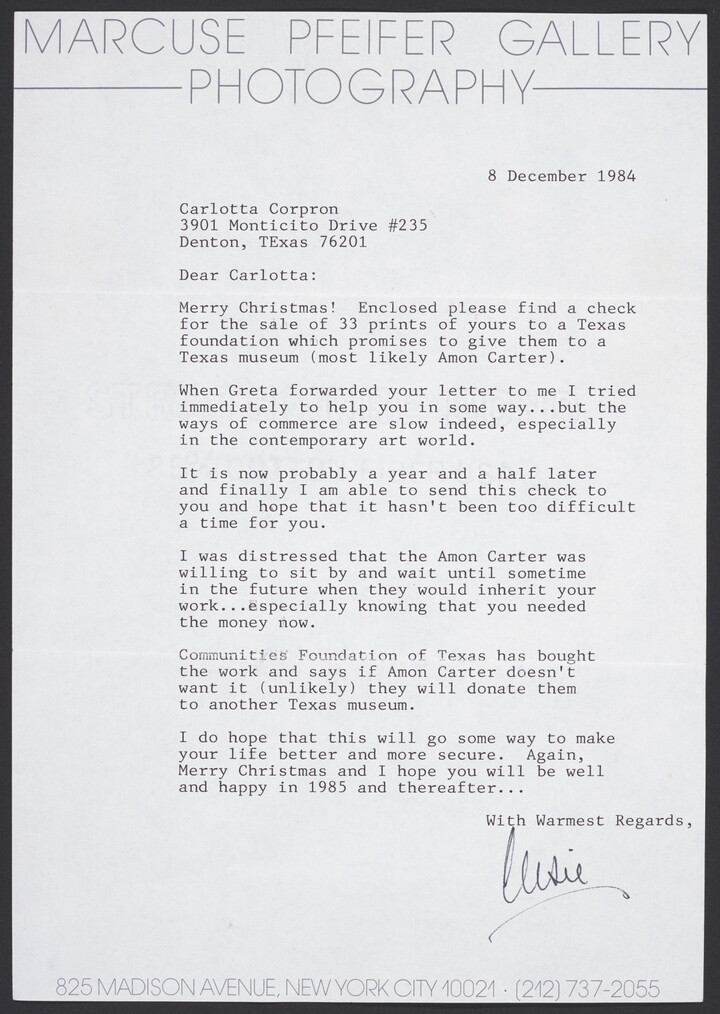 MARCUSE PFEIFER GALLERY
PHOTOGRAPHY
8 December 1984
Carlotta Corpron
3901 Monticito Drive #235
Denton, TExas 76201
Dear Carlotta:
Merry Christmas!  Enclosed please find a check
for the sale of 33 prints of yours to a Texas
foundation which promises to give them to a
Texas museum (most likely Amon Carter).
When Greta forwarded your letter to me I tried
immediately to help you in some way...but the
ways of commerce are slow indeed, especially
in the contemporary art world.
It is now probably a year and a half later
and finally I am able to send this check to
you and hope that it hasn't been too difficult
a time for you.
I was distressed that the Amon Carter was
willing to sit by and wait until sometime
in the future when they would inherit your
work...especially knowing that you needed
the money now.
Communities Foundation of Texas has bought
the work and says if Amon Carter doesn't
want it (unlikely) they will donate them
to another Texas museum.
I do hope that this will go some way to make
your life better and more secure.  Again,
Merry Christmas and I hope you will be well
and happy in 1985 and thereafter...
With Warmest Regards,
825 MADISON AVENUE, NEW YORK CITY 10021 · (212) 737-2055